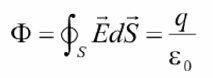 Φ = ∮_S E⃗dS⃗ = q/ε₀